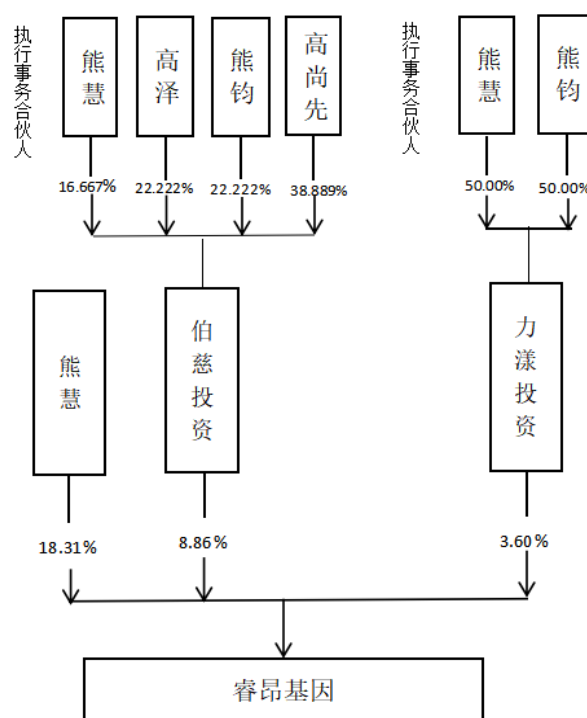 执行事务合伙人
熊慧
高泽
熊钧
高尚先
执行事务合伙人
熊慧
熊钧
16.667%
22.222%
22.222%
38.889%
50.00%
50.00%
熊慧
伯慈投资
力漾投资
18.31%
8.86%
3.60%
睿昂基因